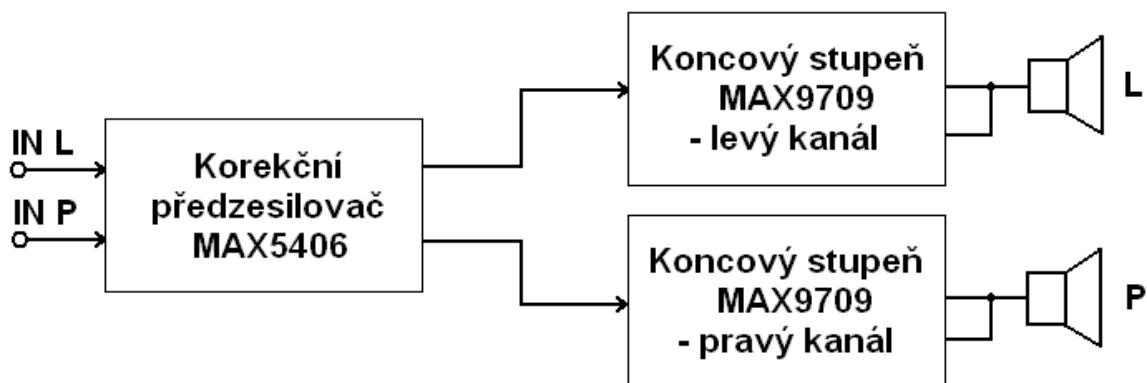 IN L
IN P
Korekční
předzesilovač
MAX5406
Koncový stupeň
MAX9709
- levý kanál
L
Koncový stupeň
MAX9709
- pravý kanál
P